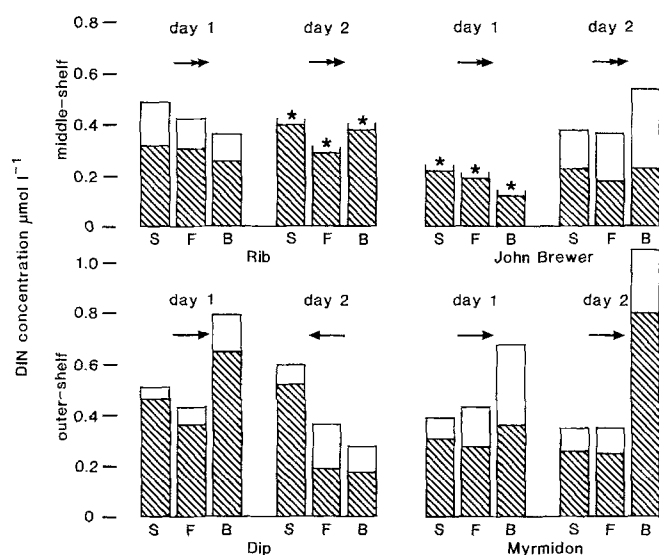 0.8
day 1 day 2 day 1 day 2
0.6
* * *
0.4
* * *
0.2
0
S F B S F B S F B S F B
Rib John Brewer
middle-shelf
DIN concentration μmol l⁻¹
1.0
day 1 day 2 day 1 day 2
0.8
0.6
0.4
0.2
0
S F B S F B S F B S F B
Dip Myrmidon
outer-shelf